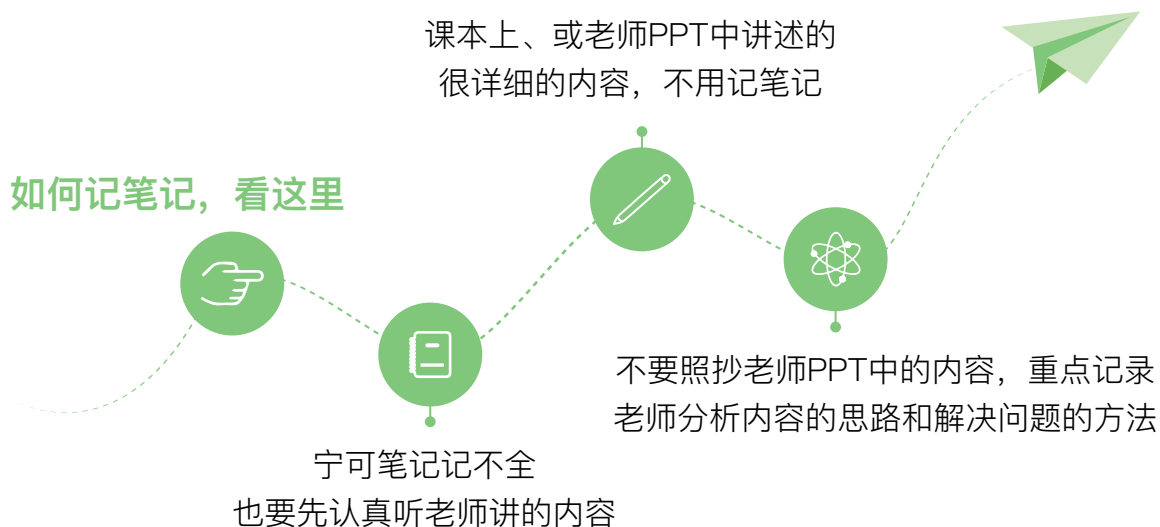 如何记笔记，看这里
宁可笔记记不全
也要先认真听老师讲的内容
课本上、或老师PPT中讲述的
很详细的内容，不用记笔记
不要照抄老师PPT中的内容，重点记录
老师分析内容的思路和解决问题的方法